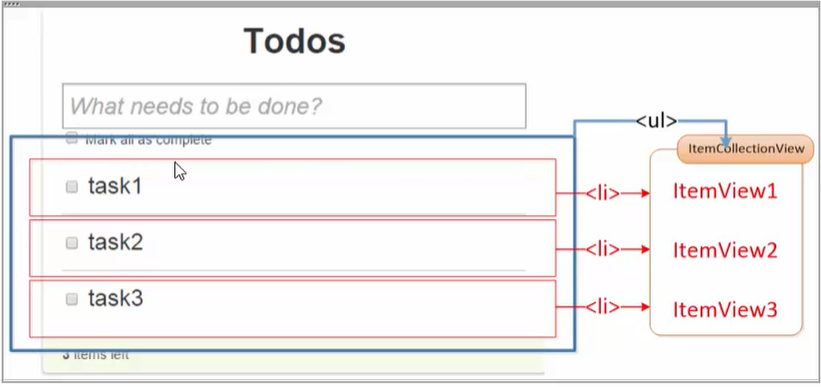 Todos
What needs to be done?
<ul>
Mark all as complete
ItemCollectionView
task1
<li>
ItemView1
task2
<li>
ItemView2
task3
<li>
ItemView3
3 items left